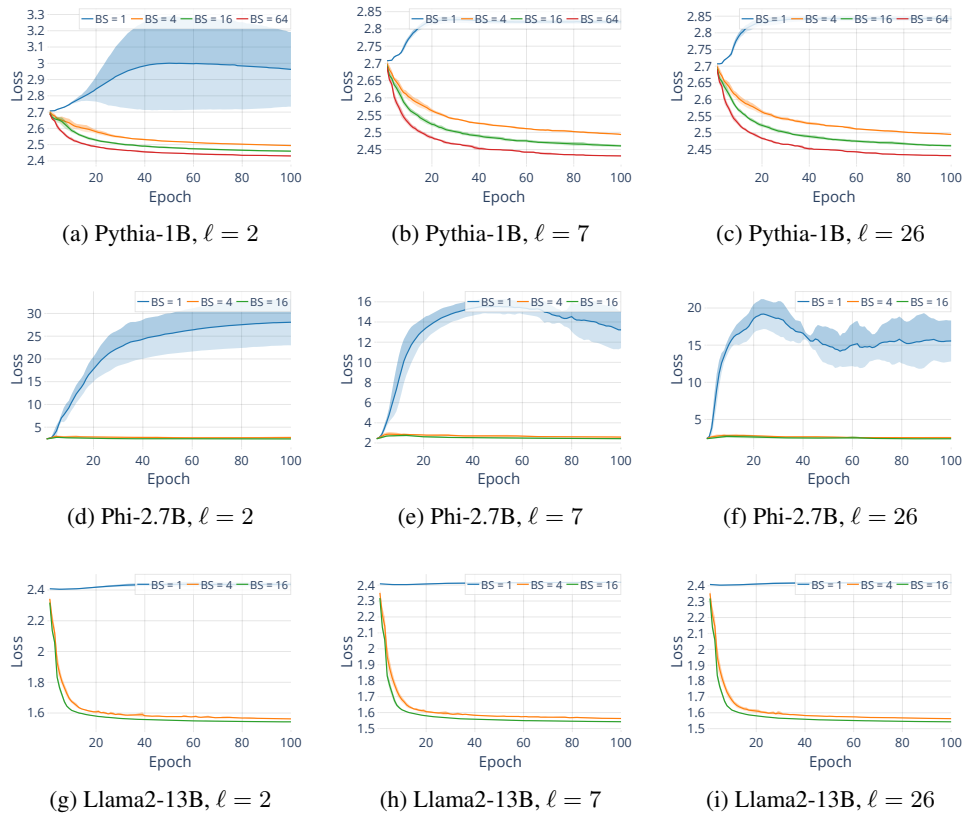 BS = 1 BS = 4 BS = 16 BS = 64
3.3
3.2
3.1
3
2.9
2.8
2.7
2.6
2.5
2.4
Loss
20 40 60 80 100
Epoch
(a) Pythia-1B, ℓ = 2
BS = 1 BS = 4 BS = 16 BS = 64
2.85
2.8
2.75
2.7
2.65
2.6
2.55
2.5
2.45
Loss
20 40 60 80 100
Epoch
(b) Pythia-1B, ℓ = 7
BS = 1 BS = 4 BS = 16 BS = 64
2.85
2.8
2.75
2.7
2.65
2.6
2.55
2.5
2.45
Loss
20 40 60 80 100
Epoch
(c) Pythia-1B, ℓ = 26
BS = 1 BS = 4 BS = 16
30
25
20
15
10
5
Loss
20 40 60 80 100
Epoch
(d) Phi-2.7B, ℓ = 2
BS = 1 BS = 4 BS = 16
16
14
12
10
8
6
4
2
Loss
20 40 60 80 100
Epoch
(e) Phi-2.7B, ℓ = 7
BS = 1 BS = 4 BS = 16
20
15
10
5
Loss
20 40 60 80 100
Epoch
(f) Phi-2.7B, ℓ = 26
BS = 1 BS = 4 BS = 16
2.4
2.2
2
1.8
1.6
Loss
20 40 60 80 100
Epoch
(g) Llama2-13B, ℓ = 2
BS = 1 BS = 4 BS = 16
2.4
2.3
2.2
2.1
2
1.9
1.8
1.7
1.6
1.5
Loss
20 40 60 80 100
Epoch
(h) Llama2-13B, ℓ = 7
BS = 1 BS = 4 BS = 16
2.4
2.3
2.2
2.1
2
1.9
1.8
1.7
1.6
1.5
Loss
20 40 60 80 100
Epoch
(i) Llama2-13B, ℓ = 26